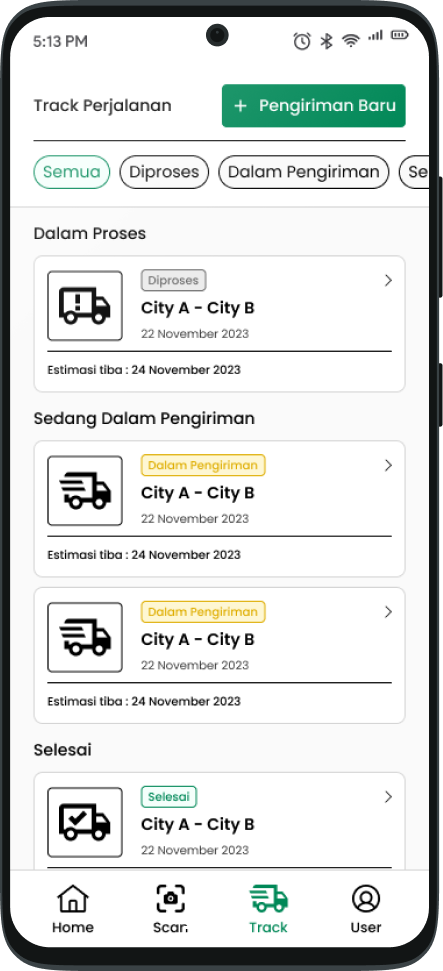 5:13 PM
Track Perjalanan
+ Pengiriman Baru
Semua
Diproses
Dalam Pengiriman
Se
Dalam Proses
Diproses
City A - City B
22 November 2023
Estimasi tiba : 24 November 2023
Sedang Dalam Pengiriman
Dalam Pengiriman
City A - City B
22 November 2023
Estimasi tiba : 24 November 2023
Dalam Pengiriman
City A - City B
22 November 2023
Estimasi tiba : 24 November 2023
Selesai
Selesai
City A - City B
22 November 2023
Home
Scan
Track
User